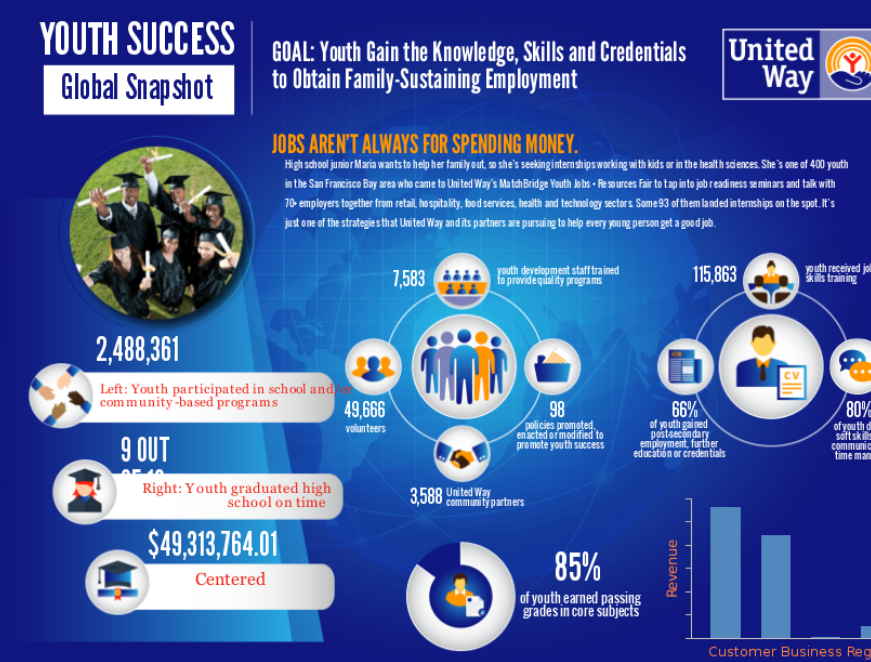 YOUTH SUCCESS
Global Snapshot
GOAL: Youth Gain the Knowledge, Skills and Credentials
to Obtain Family-Sustaining Employment
United
Way
JOBS AREN'T ALWAYS FOR SPENDING MONEY.
High school junior Maria wants to help her family out, so she's seeking internships working with kids or in the health sciences. She's one of 400 youth
in the San Francisco Bay area who came to United Way's MatchBridge Youth Jobs + Resources Fair to tap into job readiness seminars and talk with
70+ employers together from retail, hospitality, food services, health and technology sectors. Some 93 of them landed internships on the spot. It's
just one of the strategies that United Way and its partners are pursuing to help every young person get a good job.
2,488,361
Left: Youth participated in school and/or
community-based programs
9 OUT
Right: Youth graduated high
school on time
$49,313,764.01
Centered
7,583
youth development staff trained
to provide quality programs
49,666
volunteers
98
policies promoted,
enacted or modified to
promote youth success
3,588
United Way
community partners
115,863
youth received
skills training
JOB
CV
66%
of youth gained
post-secondary
employment, further
education or credentials
80%
of youth
soft skills
time
85%
of youth earned passing
grades in core subjects
Revenue
Customer Business Reg